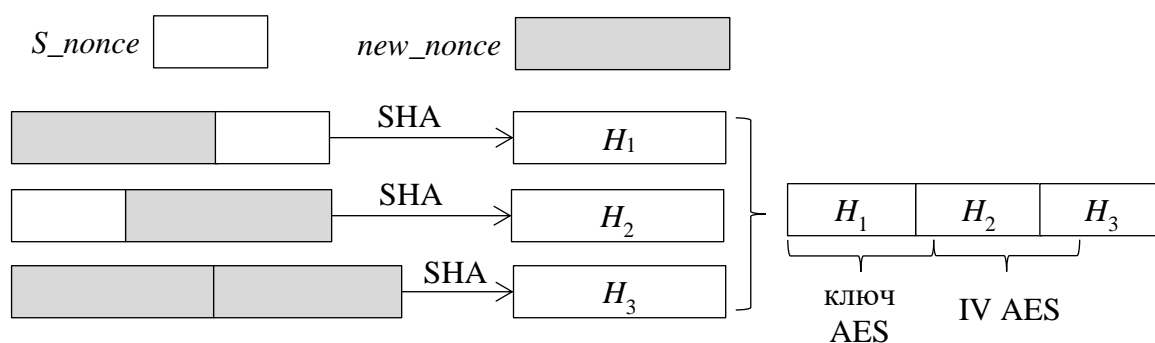 S_nonce
new_nonce
SHA
H1
SHA
H2
SHA
H3
H1 H2 H3
ключ
AES
IV AES